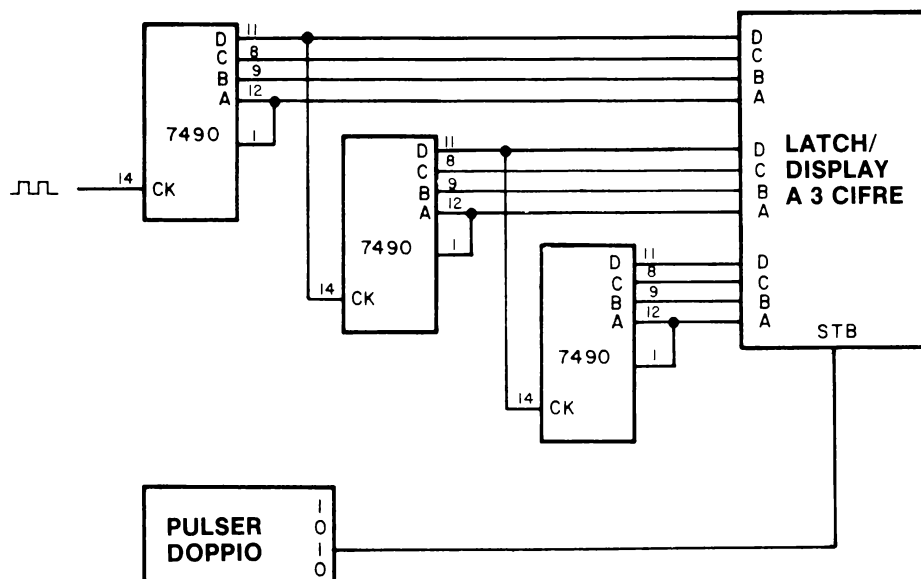 D 11
C 8
B 9
A 12
7490
1
14 CK
D
C
B
A
LATCH/
DISPLAY
A 3 CIFRE
D 11
C 8
B 9
A 12
7490
1
14 CK
D
C
B
A
D 11
C 8
B 9
A 12
7490
1
14 CK
D
C
B
A
STB
PULSER
DOPPIO
1
0
1
0